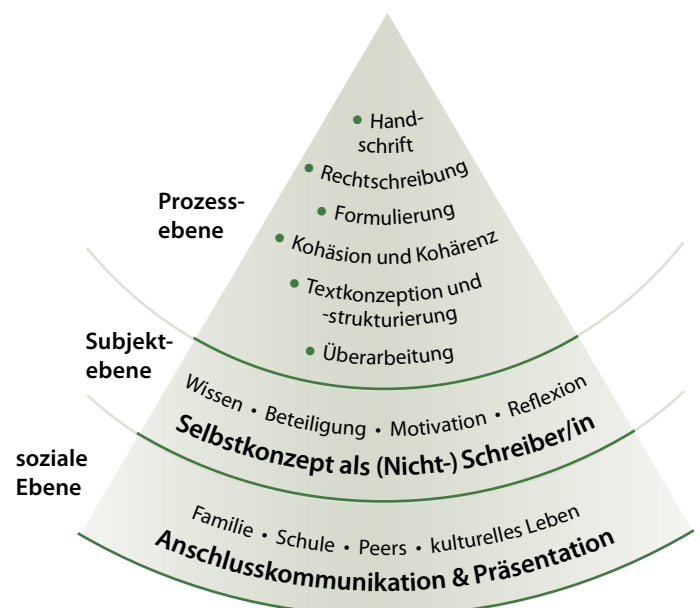 • Hand-
schrift
• Rechtschreibung
Prozess-
ebene
• Formulierung
• Kohäsion und Kohärenz
• Textkonzeption und
-strukturierung
• Überarbeitung
Subjekt-
ebene
Wissen • Beteiligung • Motivation • Reflexion
Selbstkonzept als (Nicht-) Schreiber/in
soziale
Ebene
Familie • Schule • Peers • kulturelles Leben
Anschlusskommunikation & Präsentation